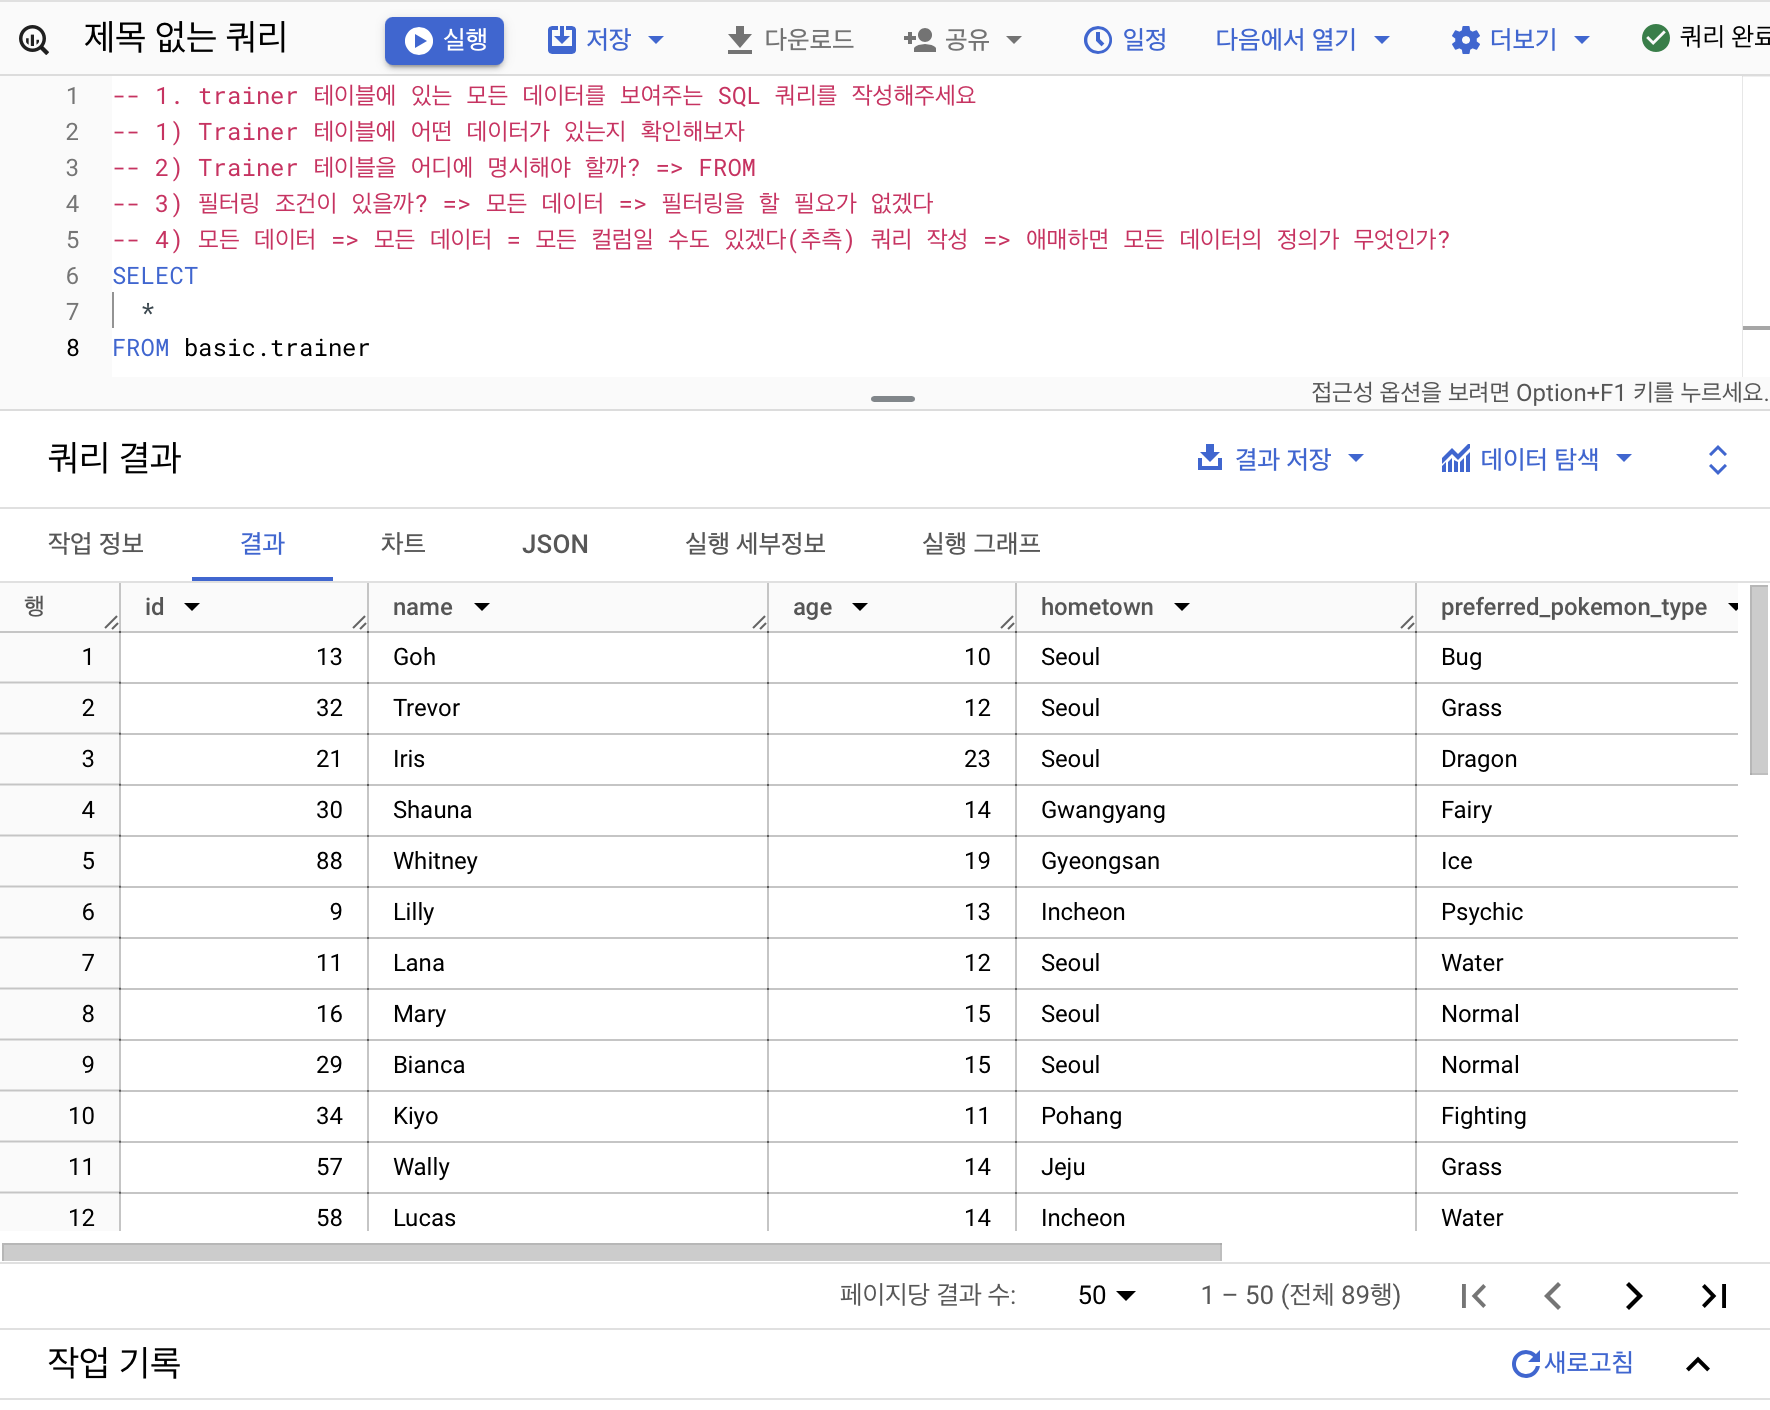 제목 없는 쿼리 실행 저장 다운로드 공유 일정 다음에서 열기 더보기 쿼리 완료
1 -- 1. trainer 테이블에 있는 모든 데이터를 보여주는 SQL 쿼리를 작성해주세요
2 -- 1) Trainer 테이블에 어떤 데이터가 있는지 확인해보자
3 -- 2) Trainer 테이블을 어디에 명시해야 할까? => FROM
4 -- 3) 필터링 조건이 있을까? => 모든 데이터 => 필터링을 할 필요가 없겠다
5 -- 4) 모든 데이터 => 모든 데이터 = 모든 컬럼일 수도 있겠다(추측) 쿼리 작성 => 애매하면 모든 데이터의 정의가 무엇인가?
6 SELECT
7 *
8 FROM basic.trainer
접근성 옵션을 보려면 Option+F1 키를 누르세요.
쿼리 결과 결과 저장 데이터 탐색
작업 정보 결과 차트 JSON 실행 세부정보 실행 그래프
행 id name age hometown preferred_pokemon_type
1 13 Goh 10 Seoul Bug
2 32 Trevor 12 Seoul Grass
3 21 Iris 23 Seoul Dragon
4 30 Shauna 14 Gwangyang Fairy
5 88 Whitney 19 Gyeongsan Ice
6 9 Lilly 13 Incheon Psychic
7 11 Lana 12 Seoul Water
8 16 Mary 15 Seoul Normal
9 29 Bianca 15 Seoul Normal
10 34 Kiyo 11 Pohang Fighting
11 57 Wally 14 Jeju Grass
12 58 Lucas 14 Incheon Water
페이지당 결과 수: 50 1 – 50 (전체 89행)
작업 기록 새로고침